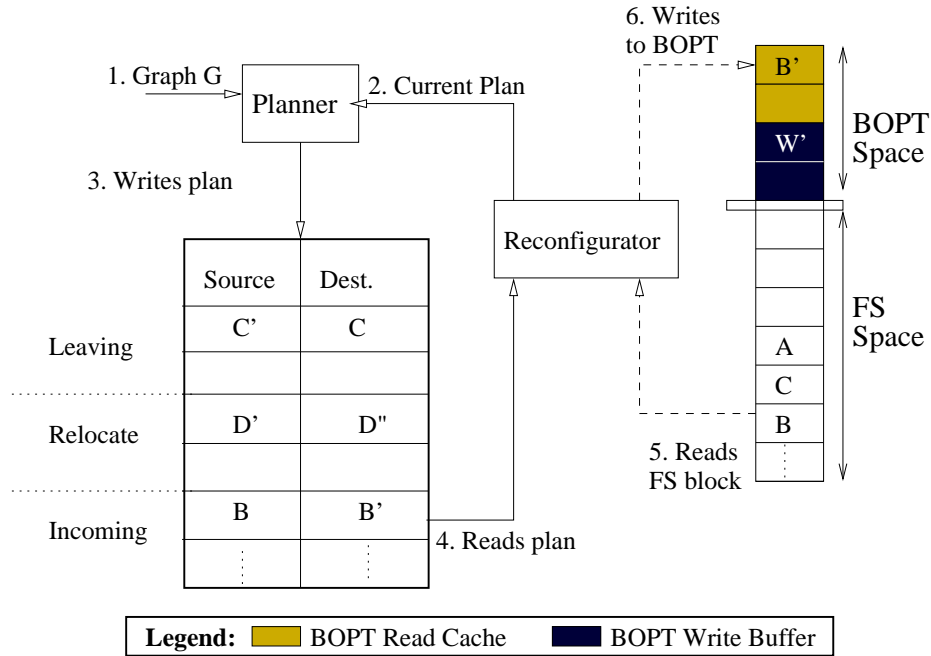 6. Writes
to BOPT
1. Graph G
2. Current Plan
Planner
B’
W’
BOPT
Space
3. Writes plan
Reconfigurator
Source Dest.
C’ C
Leaving
FS
Space
A
C
B
D’ D"
Relocate
5. Reads
FS block
B B’
Incoming
4. Reads plan
Legend: BOPT Read Cache BOPT Write Buffer